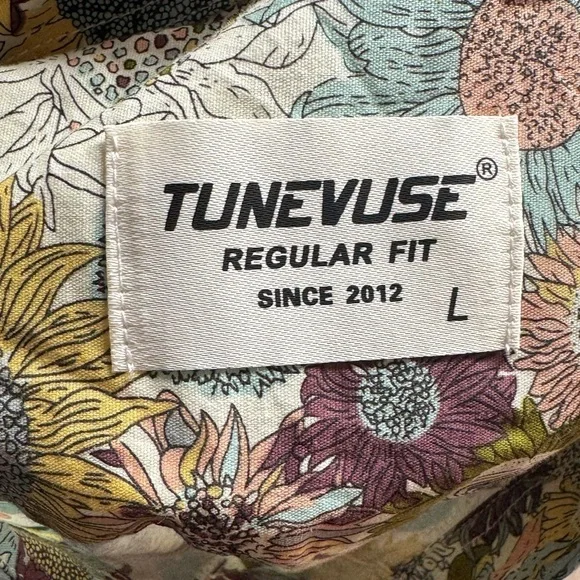 TUNEVUSE®
REGULAR FIT
SINCE 2012
L